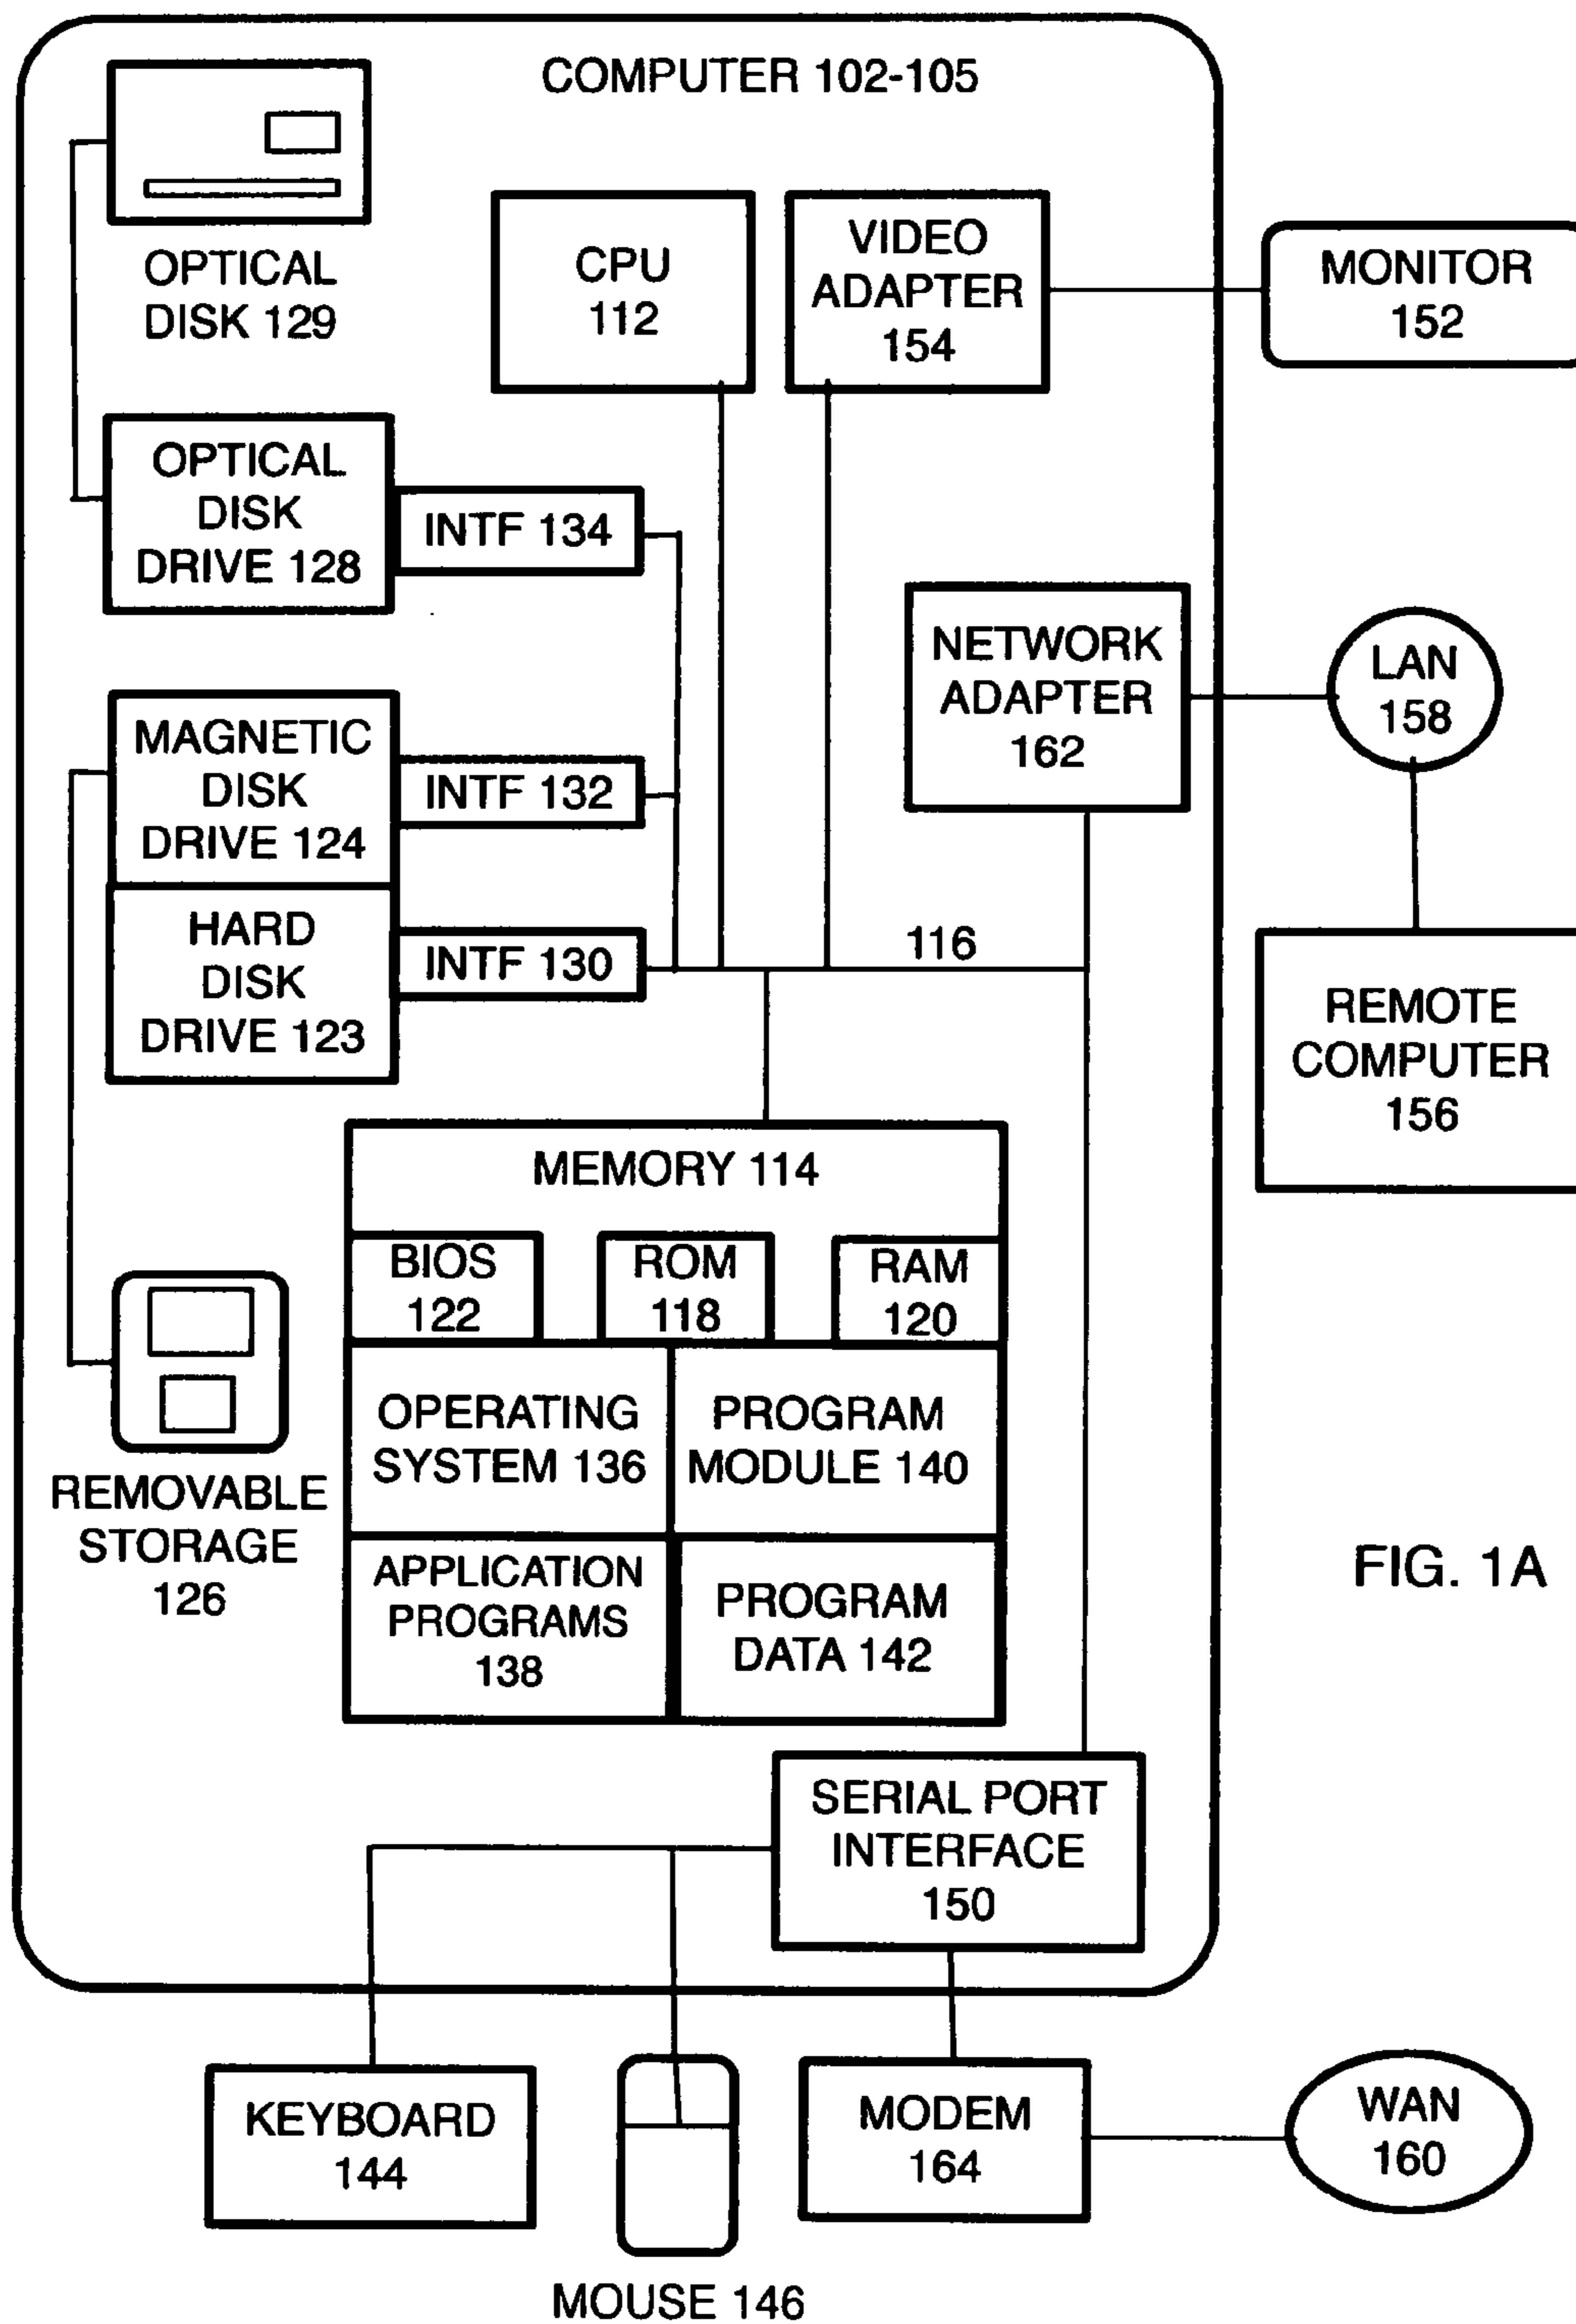 COMPUTER 102-105
OPTICAL
DISK 129
CPU
112
VIDEO
ADAPTER
154
MONITOR
152
OPTICAL
DISK
DRIVE 128
INTF 134
NETWORK
ADAPTER
162
LAN
158
MAGNETIC
DISK
DRIVE 124
INTF 132
HARD
DISK
DRIVE 123
INTF 130
116
REMOTE
COMPUTER
156
MEMORY 114
BIOS
122
ROM
118
RAM
120
OPERATING
SYSTEM 136
PROGRAM
MODULE 140
REMOVABLE
STORAGE
126
APPLICATION
PROGRAMS
138
PROGRAM
DATA 142
FIG. 1A
SERIAL PORT
INTERFACE
150
KEYBOARD
144
MOUSE 146
MODEM
164
WAN
160